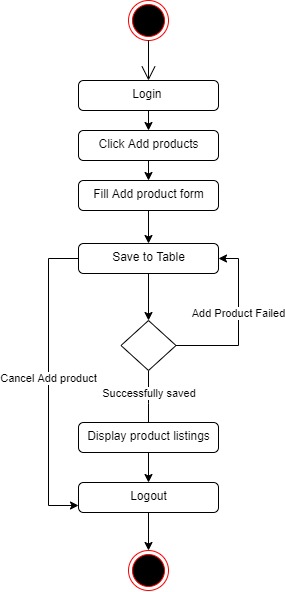 Login
Click Add products
Fill Add product form
Save to Table
Add Product Failed
Cancel Add product
Successfully saved
Display product listings
Logout